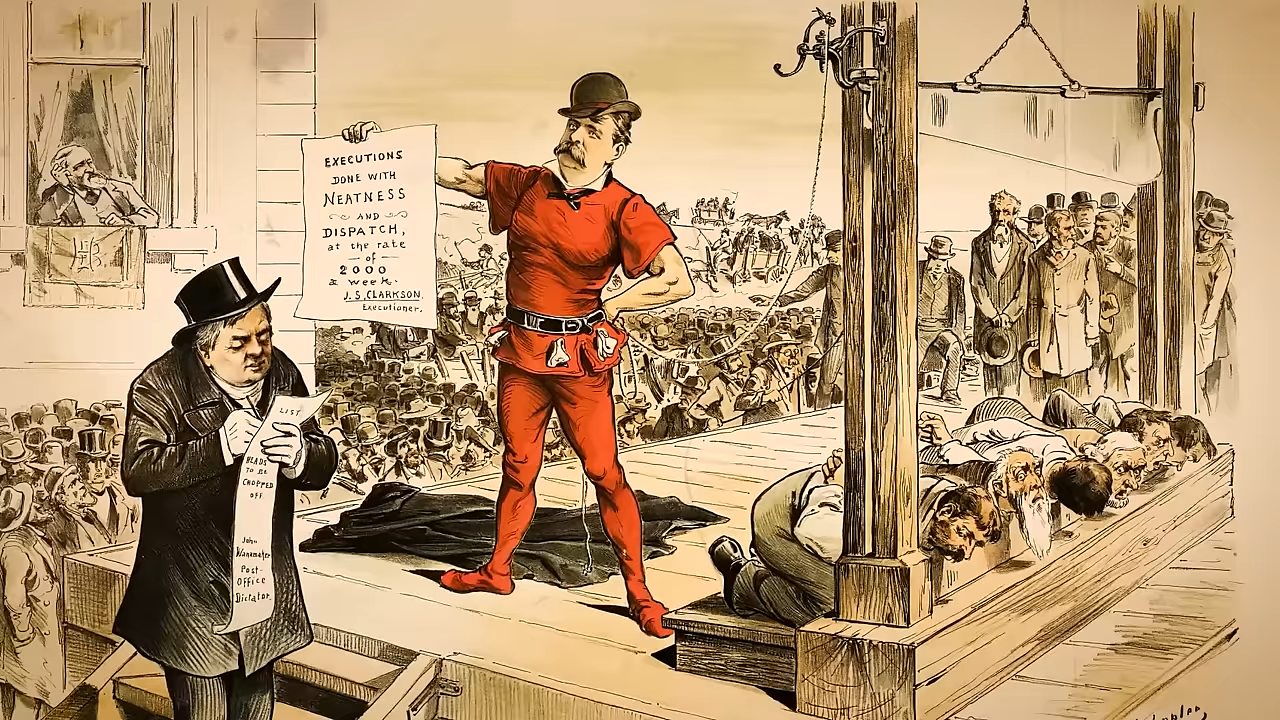 EXECUTIONS
DONE WITH
NEATNESS
AND
DISPATCH,
at the rate
of
2000
a week.
J. S. CLARKSON.
Executioner.
LIST
HEADS
TO BE
CHOPPED
OFF.
John
Wanamaker
Post-
Office
Dictator.